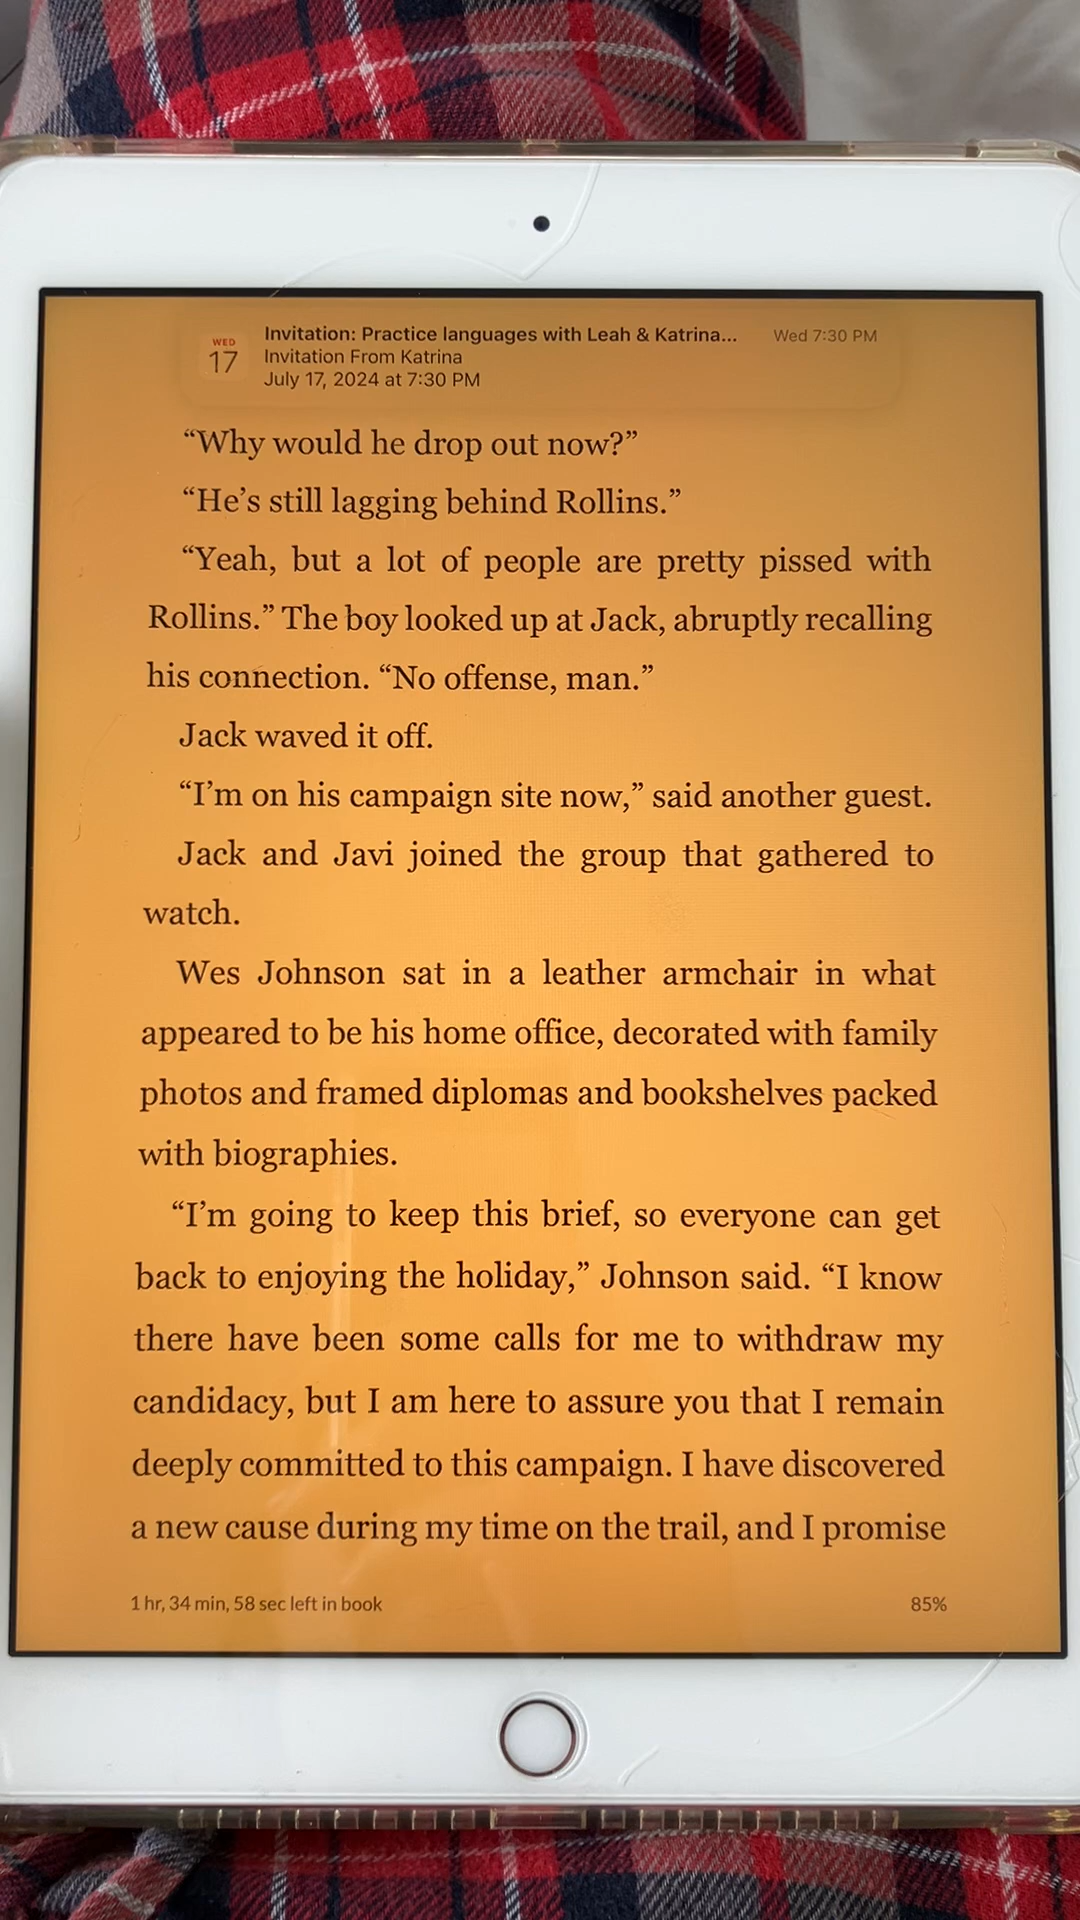 WED
17
Invitation: Practice languages with Leah & Katrina...
Wed 7:30 PM
Invitation From Katrina
July 17, 2024 at 7:30 PM
“Why would he drop out now?”
“He’s still lagging behind Rollins.”
“Yeah, but a lot of people are pretty pissed with
Rollins.” The boy looked up at Jack, abruptly recalling
his connection. “No offense, man.”
Jack waved it off.
“I’m on his campaign site now,” said another guest.
Jack and Javi joined the group that gathered to
watch.
Wes Johnson sat in a leather armchair in what
appeared to be his home office, decorated with family
photos and framed diplomas and bookshelves packed
with biographies.
“I’m going to keep this brief, so everyone can get
back to enjoying the holiday,” Johnson said. “I know
there have been some calls for me to withdraw my
candidacy, but I am here to assure you that I remain
deeply committed to this campaign. I have discovered
a new cause during my time on the trail, and I promise
1 hr, 34 min, 58 sec left in book
85%